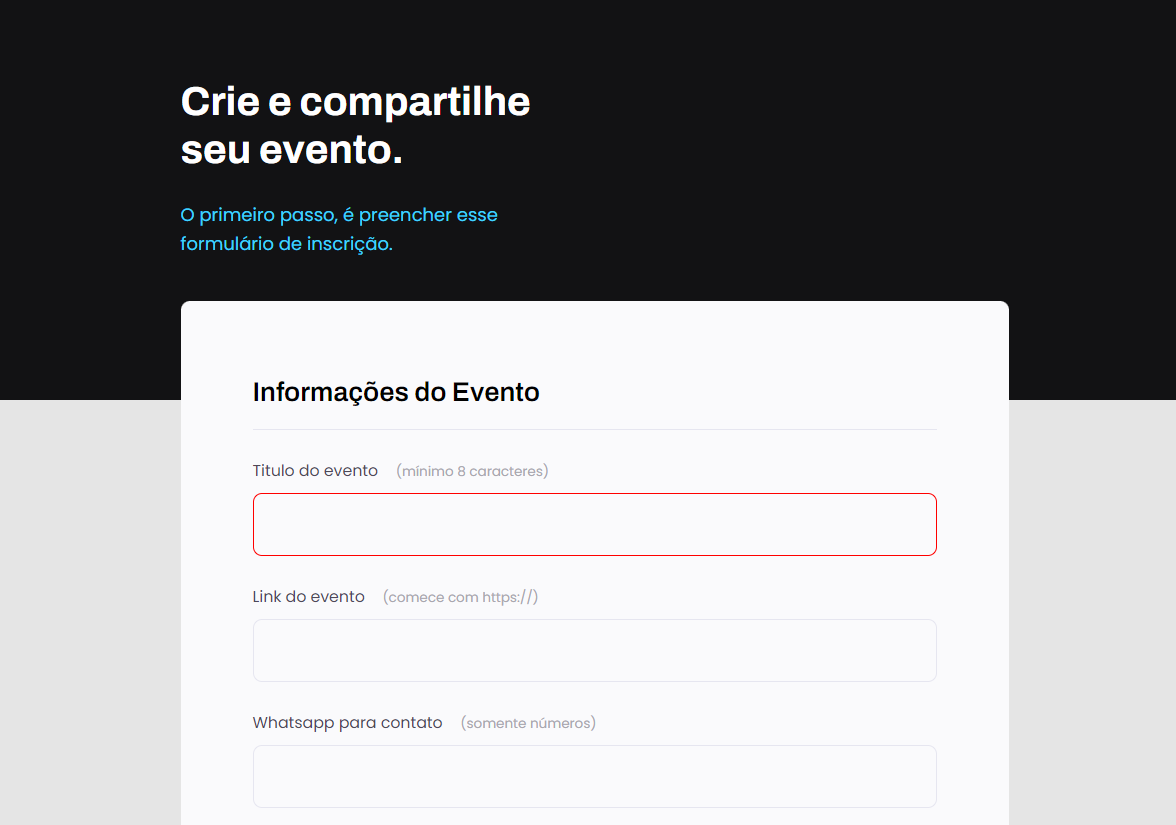 Crie e compartilhe
seu evento.
O primeiro passo, é preencher esse
formulário de inscrição.
Informações do Evento
Titulo do evento (mínimo 8 caracteres)
Link do evento (comece com https://)
Whatsapp para contato (somente números)